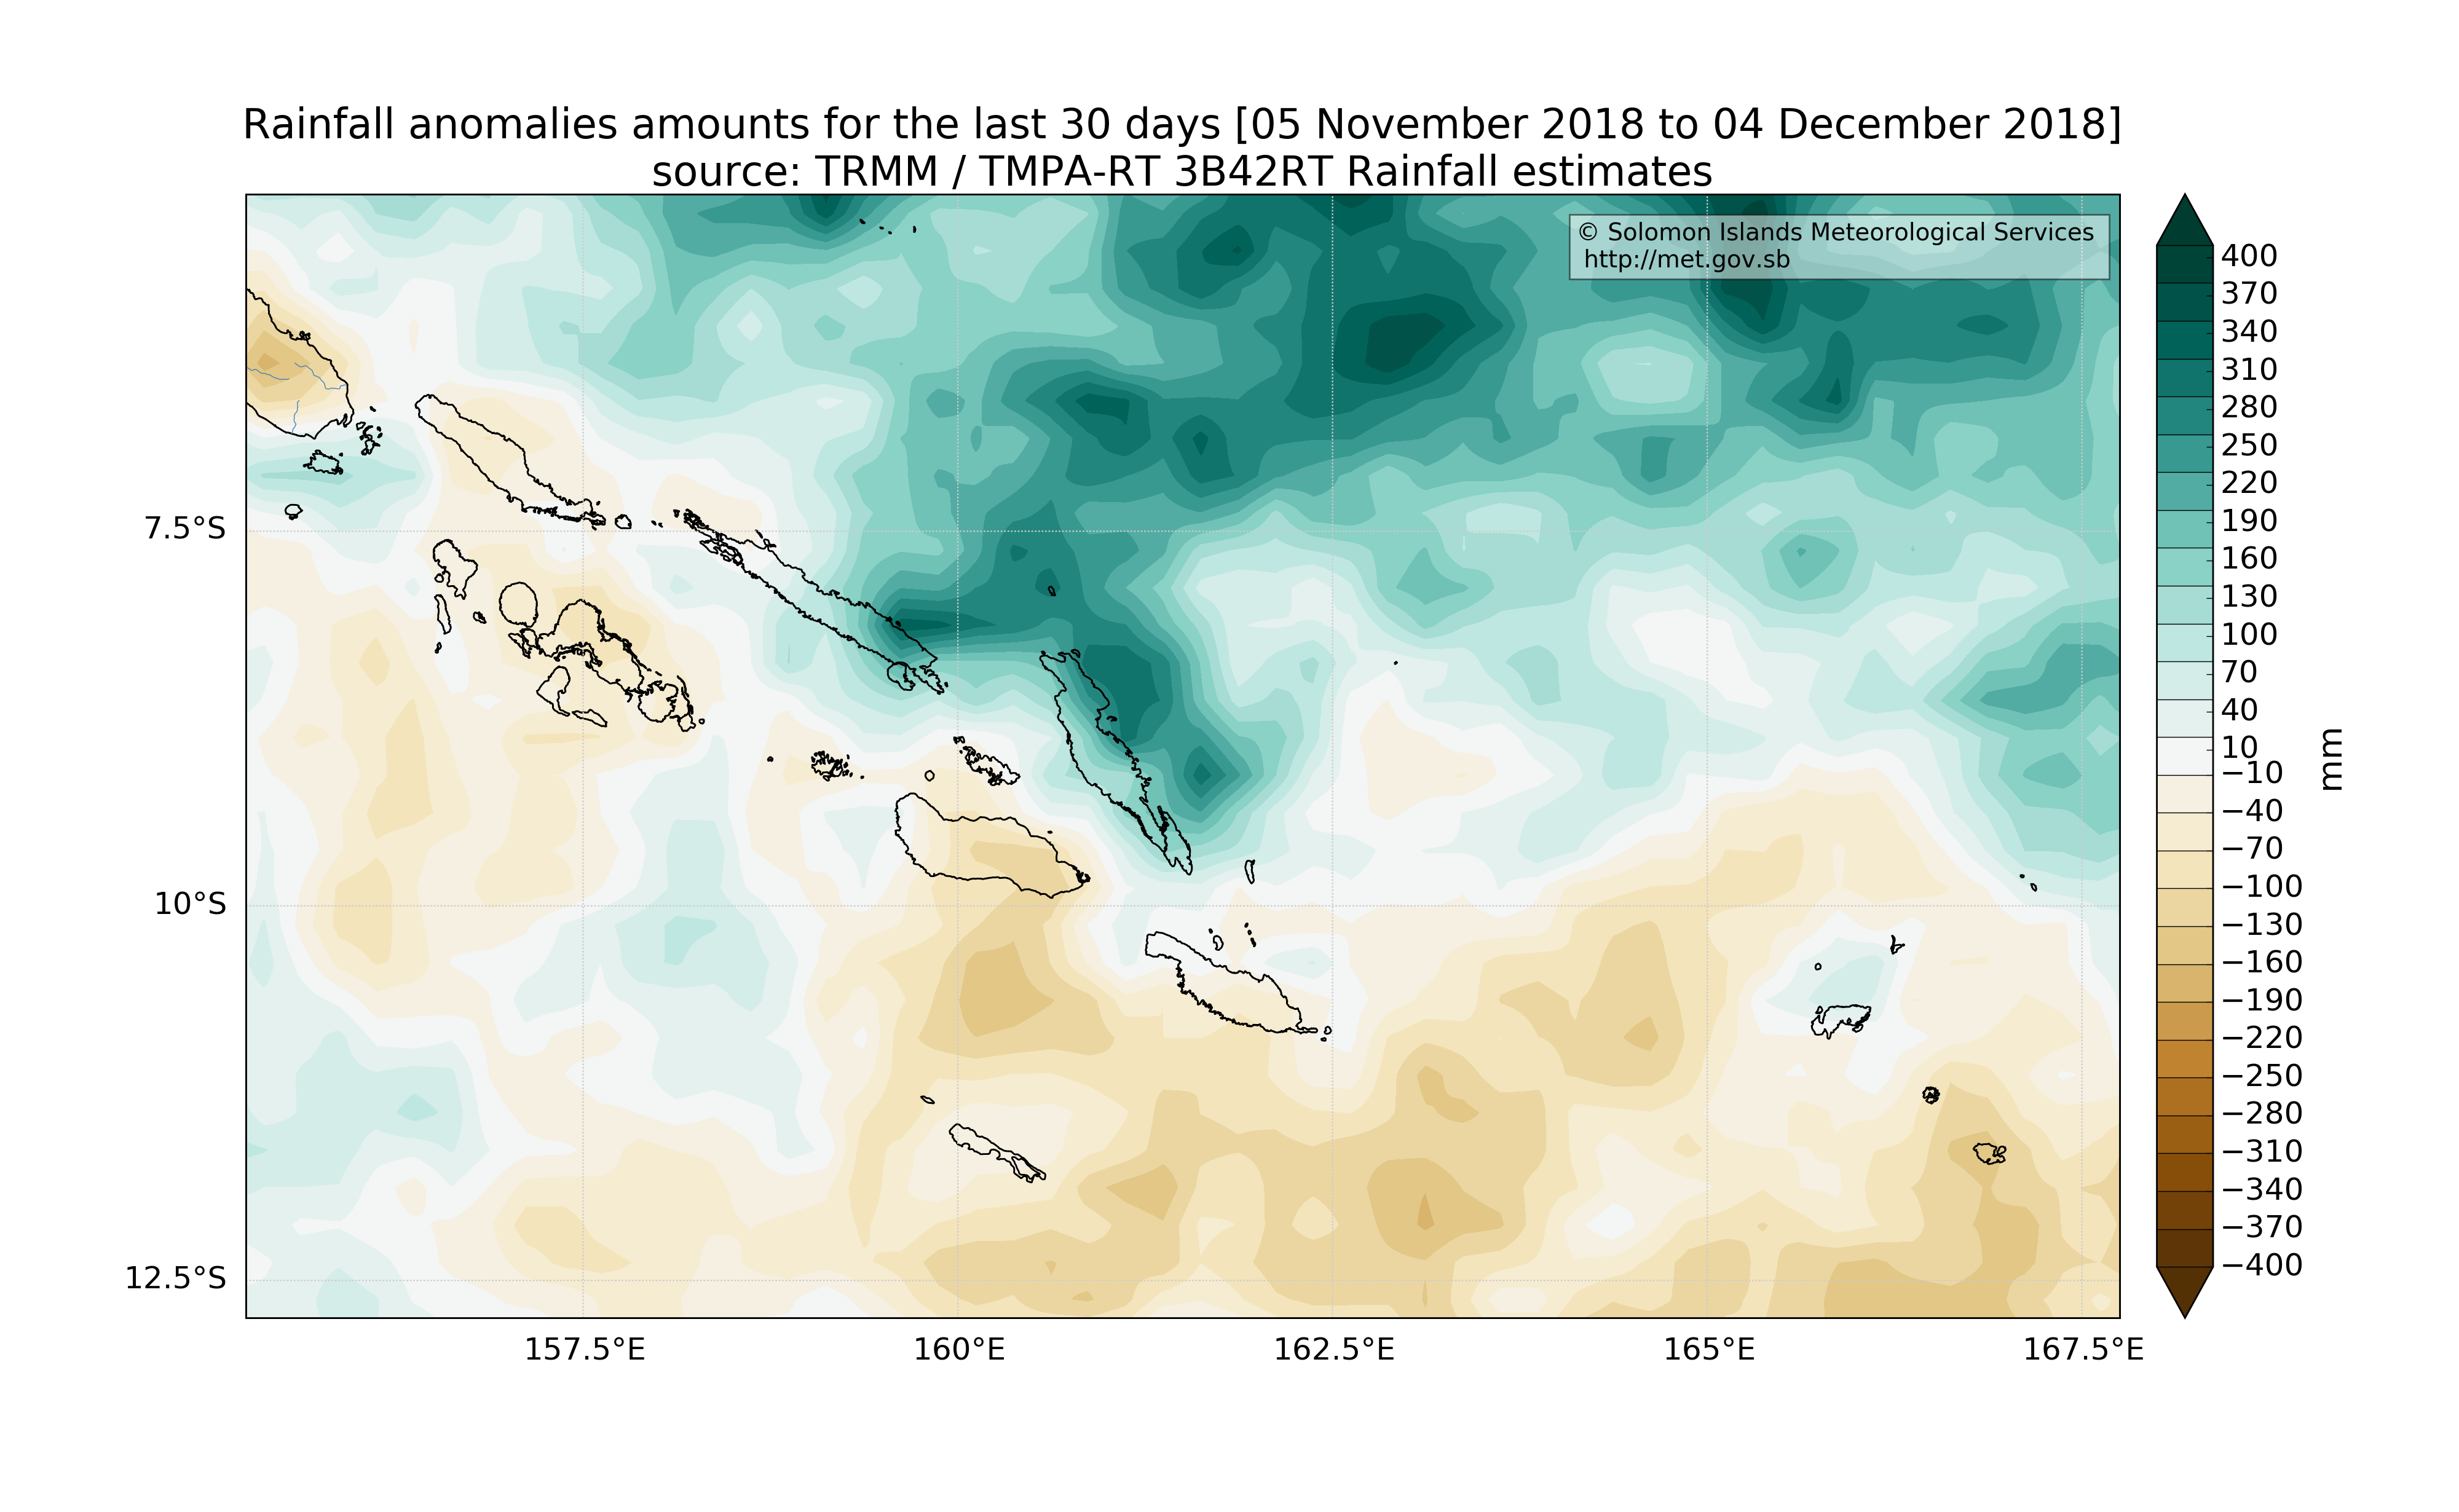 Rainfall anomalies amounts for the last 30 days [05 November 2018 to 04 December 2018]
source: TRMM / TMPA-RT 3B42RT Rainfall estimates
© Solomon Islands Meteorological Services
http://met.gov.sb
7.5°S
10°S
12.5°S
157.5°E
160°E
162.5°E
165°E
167.5°E
400
370
340
310
280
250
220
190
160
130
100
70
40
10
−10
−40
−70
−100
−130
−160
−190
−220
−250
−280
−310
−340
−370
−400
mm